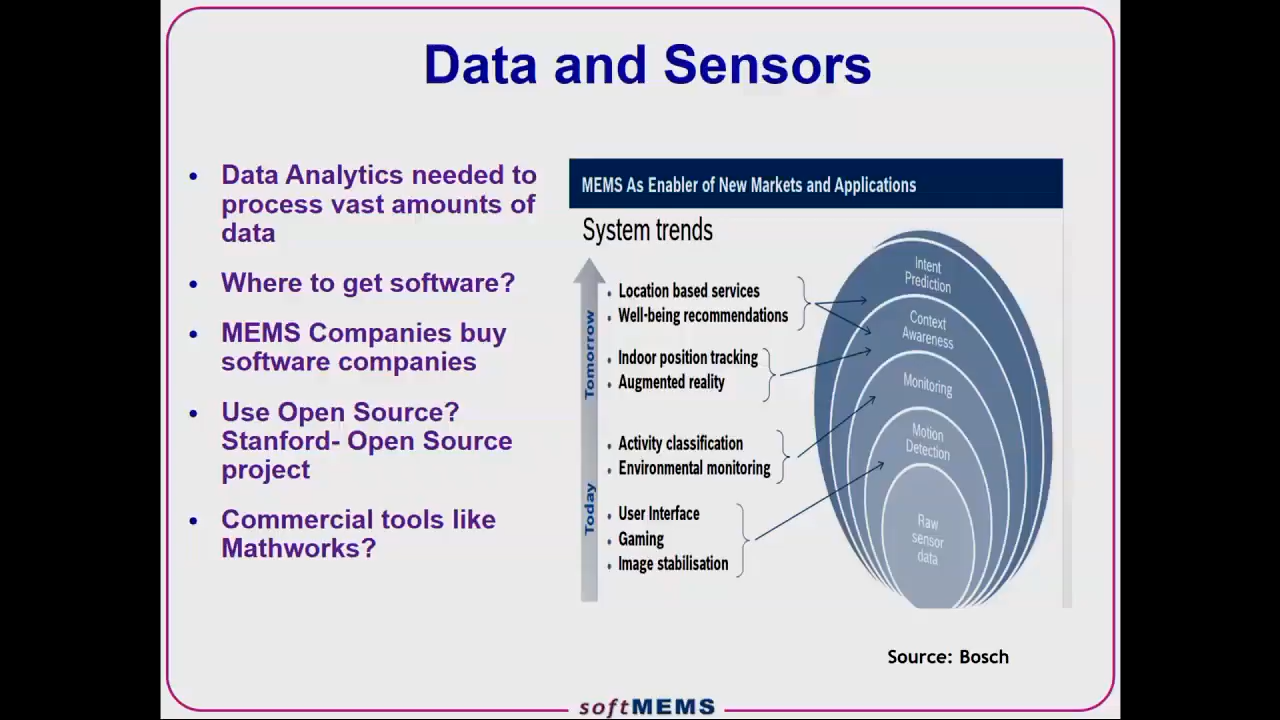 Data and Sensors
• Data Analytics needed to
process vast amounts of
data
• Where to get software?
• MEMS Companies buy
software companies
• Use Open Source?
Stanford- Open Source
project
• Commercial tools like
Mathworks?
MEMS As Enabler of New Markets and Applications
System trends
Tomorrow
Today
• Location based services
• Well-being recommendations
• Indoor position tracking
• Augmented reality
• Activity classification
• Environmental monitoring
• User Interface
• Gaming
• Image stabilisation
Intent
Prediction
Context
Awareness
Monitoring
Motion
Detection
Raw
sensor
data
Source: Bosch
softMEMS